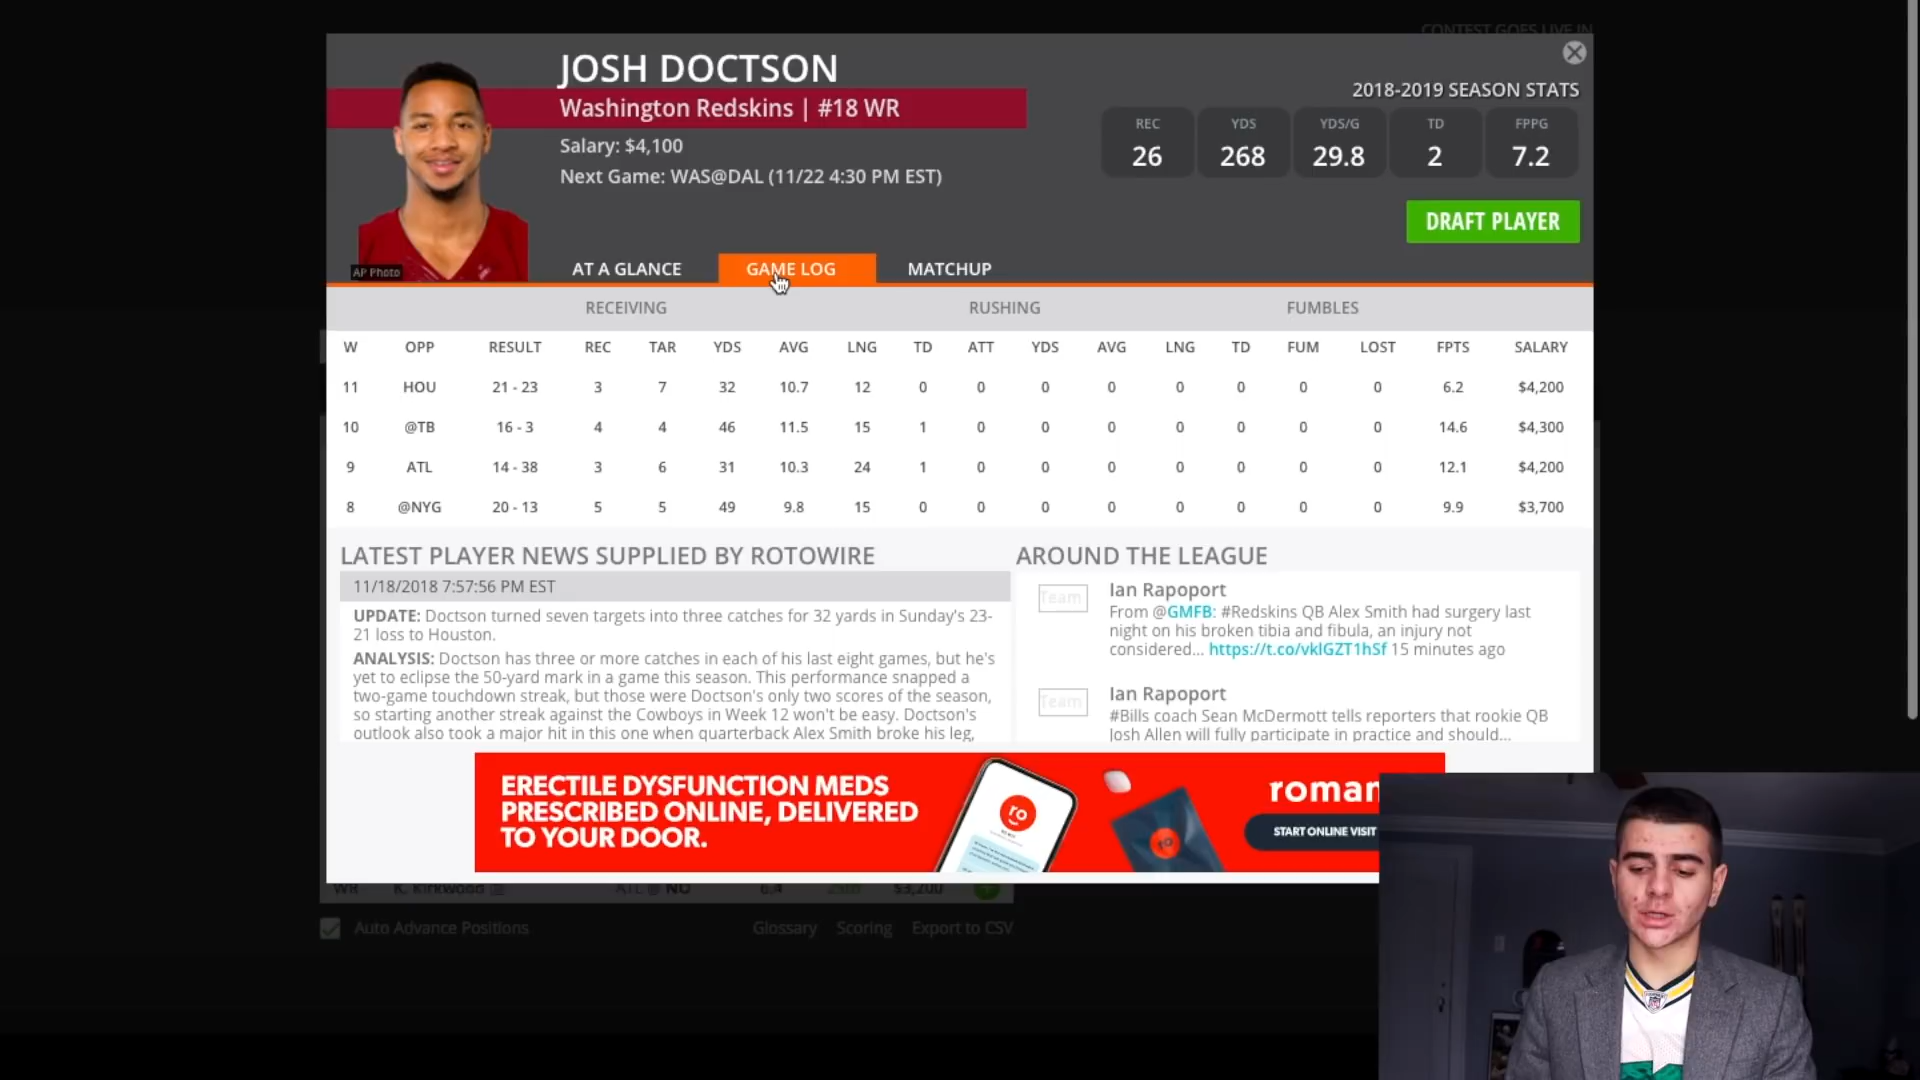 CONTEST GOES LIVE IN
JOSH DOCTSON
Washington Redskins | #18 WR
Salary: $4,100
Next Game: WAS@DAL (11/22 4:30 PM EST)
AP Photo
2018-2019 SEASON STATS
REC YDS YDS/G TD FPPG
26 268 29.8 2 7.2
DRAFT PLAYER
AT A GLANCE GAME LOG MATCHUP
RECEIVING RUSHING FUMBLES
W OPP RESULT REC TAR YDS AVG LNG TD ATT YDS AVG LNG TD FUM LOST FPTS SALARY
11 HOU 21 - 23 3 7 32 10.7 12 0 0 0 0 0 0 0 0 6.2 $4,200
10 @TB 16 - 3 4 4 46 11.5 15 1 0 0 0 0 0 0 0 14.6 $4,300
9 ATL 14 - 38 3 6 31 10.3 24 1 0 0 0 0 0 0 0 12.1 $4,200
8 @NYG 20 - 13 5 5 49 9.8 15 0 0 0 0 0 0 0 0 9.9 $3,700
LATEST PLAYER NEWS SUPPLIED BY ROTOWIRE
11/18/2018 7:57:56 PM EST
UPDATE: Doctson turned seven targets into three catches for 32 yards in Sunday's 23-
21 loss to Houston.
ANALYSIS: Doctson has three or more catches in each of his last eight games, but he's
yet to eclipse the 50-yard mark in a game this season. This performance snapped a
two-game touchdown streak, but those were Doctson's only two scores of the season,
so starting another streak against the Cowboys in Week 12 won't be easy. Doctson's
outlook also took a major hit in this one when quarterback Alex Smith broke his leg,
AROUND THE LEAGUE
Team
Ian Rapoport
From @GMFB: #Redskins QB Alex Smith had surgery last
night on his broken tibia and fibula, an injury not
considered... https://t.co/vklGZT1hSf 15 minutes ago
Team
Ian Rapoport
#Bills coach Sean McDermott tells reporters that rookie QB
Josh Allen will fully participate in practice and should...
ERECTILE DYSFUNCTION MEDS
PRESCRIBED ONLINE, DELIVERED
TO YOUR DOOR.
ro
ro
roman
START ONLINE VISIT
WR K. Kirkwood ATL @ NO 6.4 $3,200
Auto Advance Positions
Glossary Scoring Export to CSV